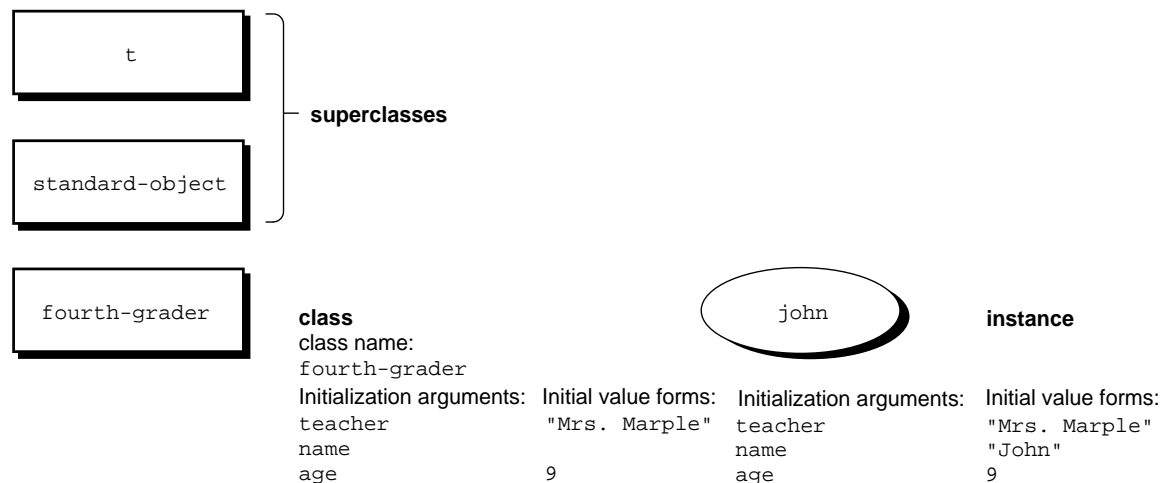 t
superclasses
standard-object
fourth-grader
class
class name:
fourth-grader
Initialization arguments: Initial value forms:
teacher "Mrs. Marple"
name
age 9
john
instance
Initialization arguments: Initial value forms:
teacher "Mrs. Marple"
name "John"
age 9